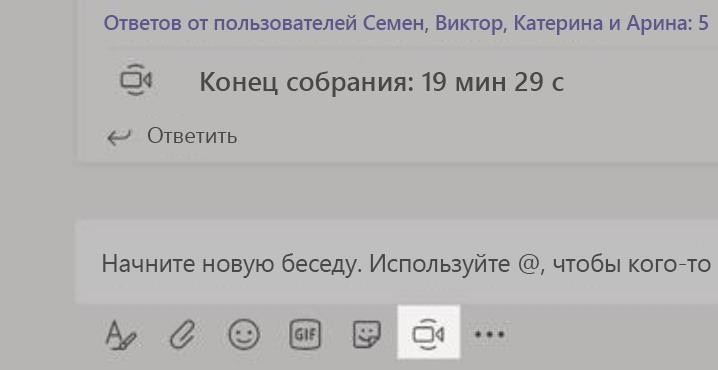 Ответов от пользователей Семен, Виктор, Катерина и Арина: 5
Конец собрания: 19 мин 29 с
Ответить
Начните новую беседу. Используйте @, чтобы кого-то
GIF